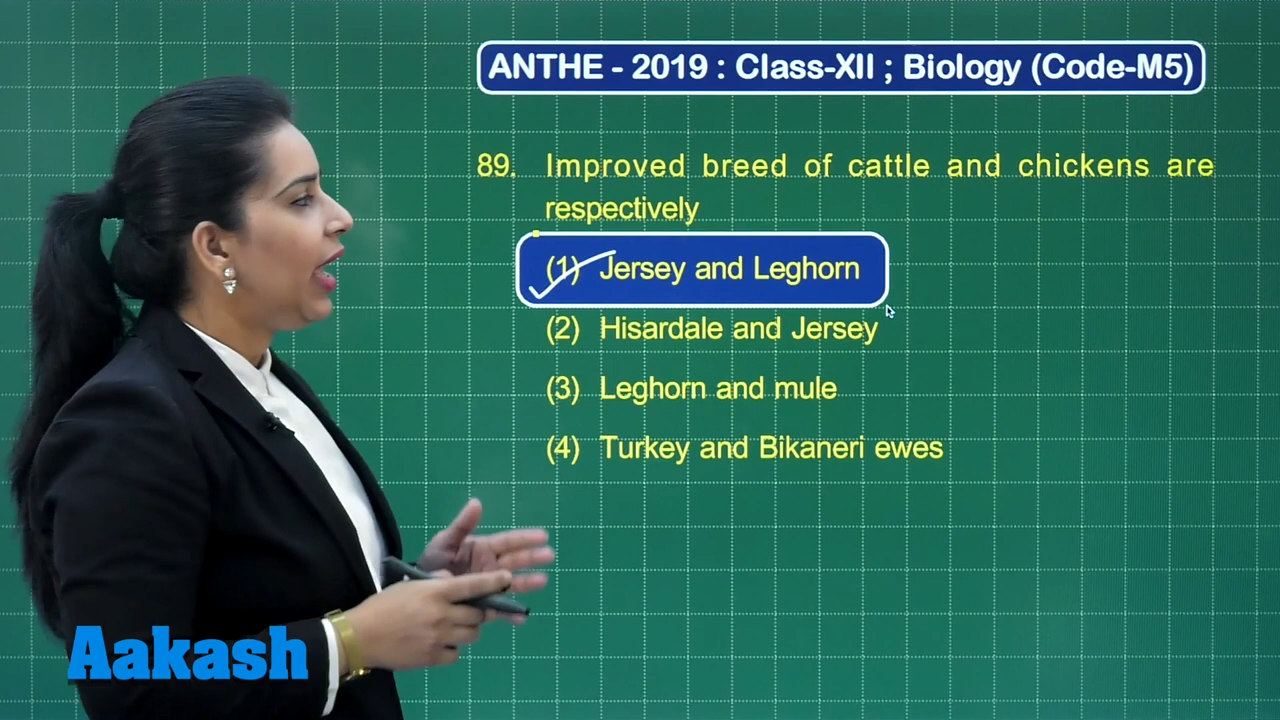 ANTHE - 2019 : Class-XII ; Biology (Code-M5)
89. Improved breed of cattle and chickens are
respectively
(1) Jersey and Leghorn
(2) Hisardale and Jersey
(3) Leghorn and mule
(4) Turkey and Bikaneri ewes
Aakash